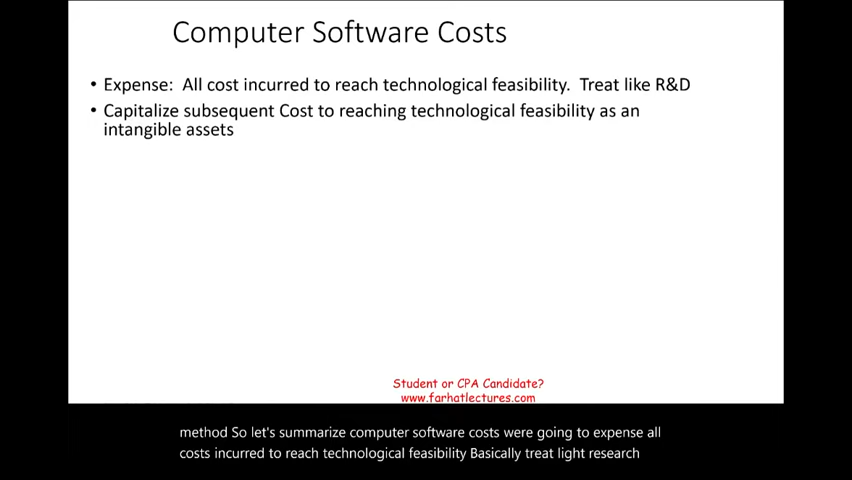 Computer Software Costs
• Expense: All cost incurred to reach technological feasibility. Treat like R&D
• Capitalize subsequent Cost to reaching technological feasibility as an
intangible assets
Student or CPA Candidate?
www.farhatlectures.com
method So let's summarize computer software costs were going to expense all
costs incurred to reach technological feasibility Basically treat light research